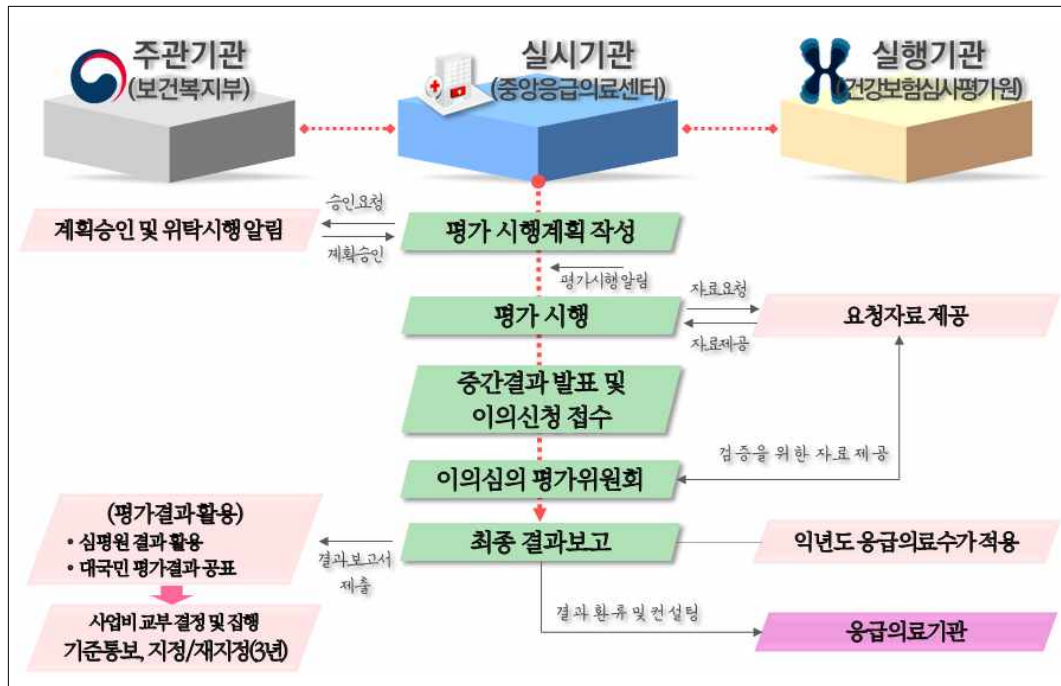 주관기관
(보건복지부)
실시기관
(중앙응급의료센터)
실행기관
(건강보험심사평가원)
승인요청
계획승인 및 위탁시행 알림
계획승인
평가 시행계획 작성
평가시행알림
평가 시행
자료요청
자료제공
요청자료 제공
중간결과 발표 및
이의신청 접수
검증을 위한 자료 제공
이의심의 평가위원회
(평가결과 활용)
• 심평원 결과 활용
• 대국민 평가결과 공표
결과보고서
제출
최종 결과보고
익년도 응급의료수가 적용
사업비 교부 결정 및 집행
기준통보, 지정/재지정(3년)
결과 환류 및 컨설팅
응급의료기관